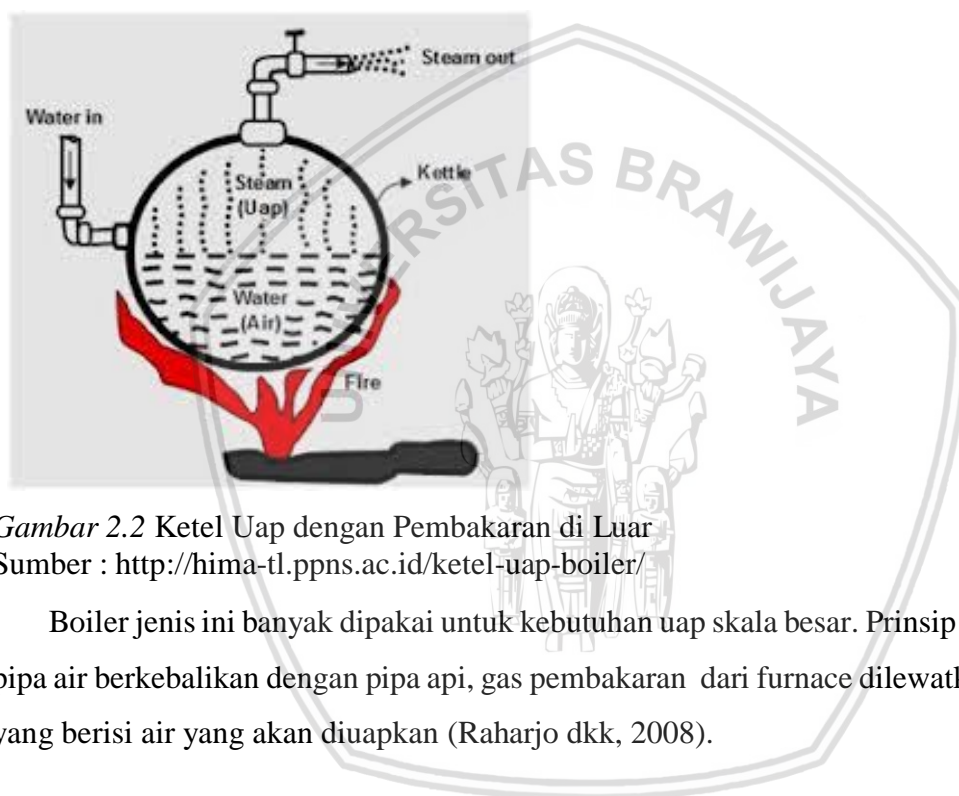 Steam out
Water in
Kettle
Steam
(Uap)
Water
(Air)
Fire
UNIVERSITAS BRAWIJAYA
Gambar 2.2 Ketel Uap dengan Pembakaran di Luar
Sumber : http://hima-tl.ppns.ac.id/ketel-uap-boiler/
Boiler jenis ini banyak dipakai untuk kebutuhan uap skala besar. Prinsip
pipa air berkebalikan dengan pipa api, gas pembakaran dari furnace dilewatk
yang berisi air yang akan diuapkan (Raharjo dkk, 2008).